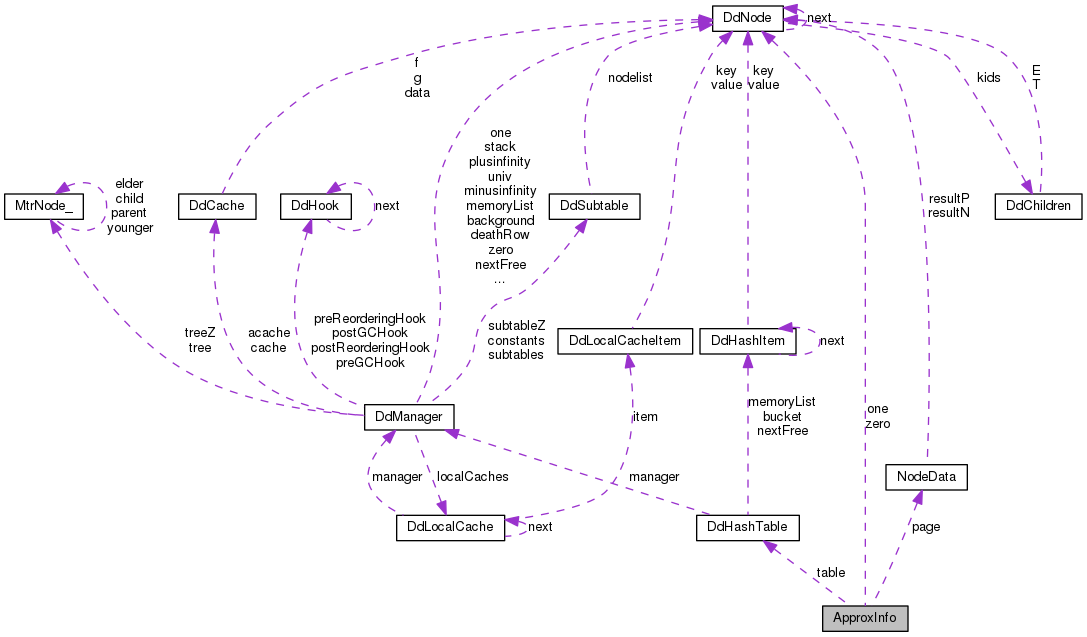 DdNode
next
f
g
data
nodelist
key
value
key
value
kids
E
T
one
stack
plusinfinity
univ
minusinfinity
memoryList
background
deathRow
zero
nextFree
...
MtrNode_
elder
child
parent
younger
DdCache
DdHook
next
DdSubtable
resultP
resultN
DdChildren
treeZ
tree
acache
cache
preReorderingHook
postGCHook
postReorderingHook
preGCHook
subtableZ
constants
subtables
DdLocalCacheItem
DdHashItem
next
DdManager
item
memoryList
bucket
nextFree
one
zero
manager
localCaches
manager
NodeData
DdLocalCache
next
DdHashTable
page
table
ApproxInfo